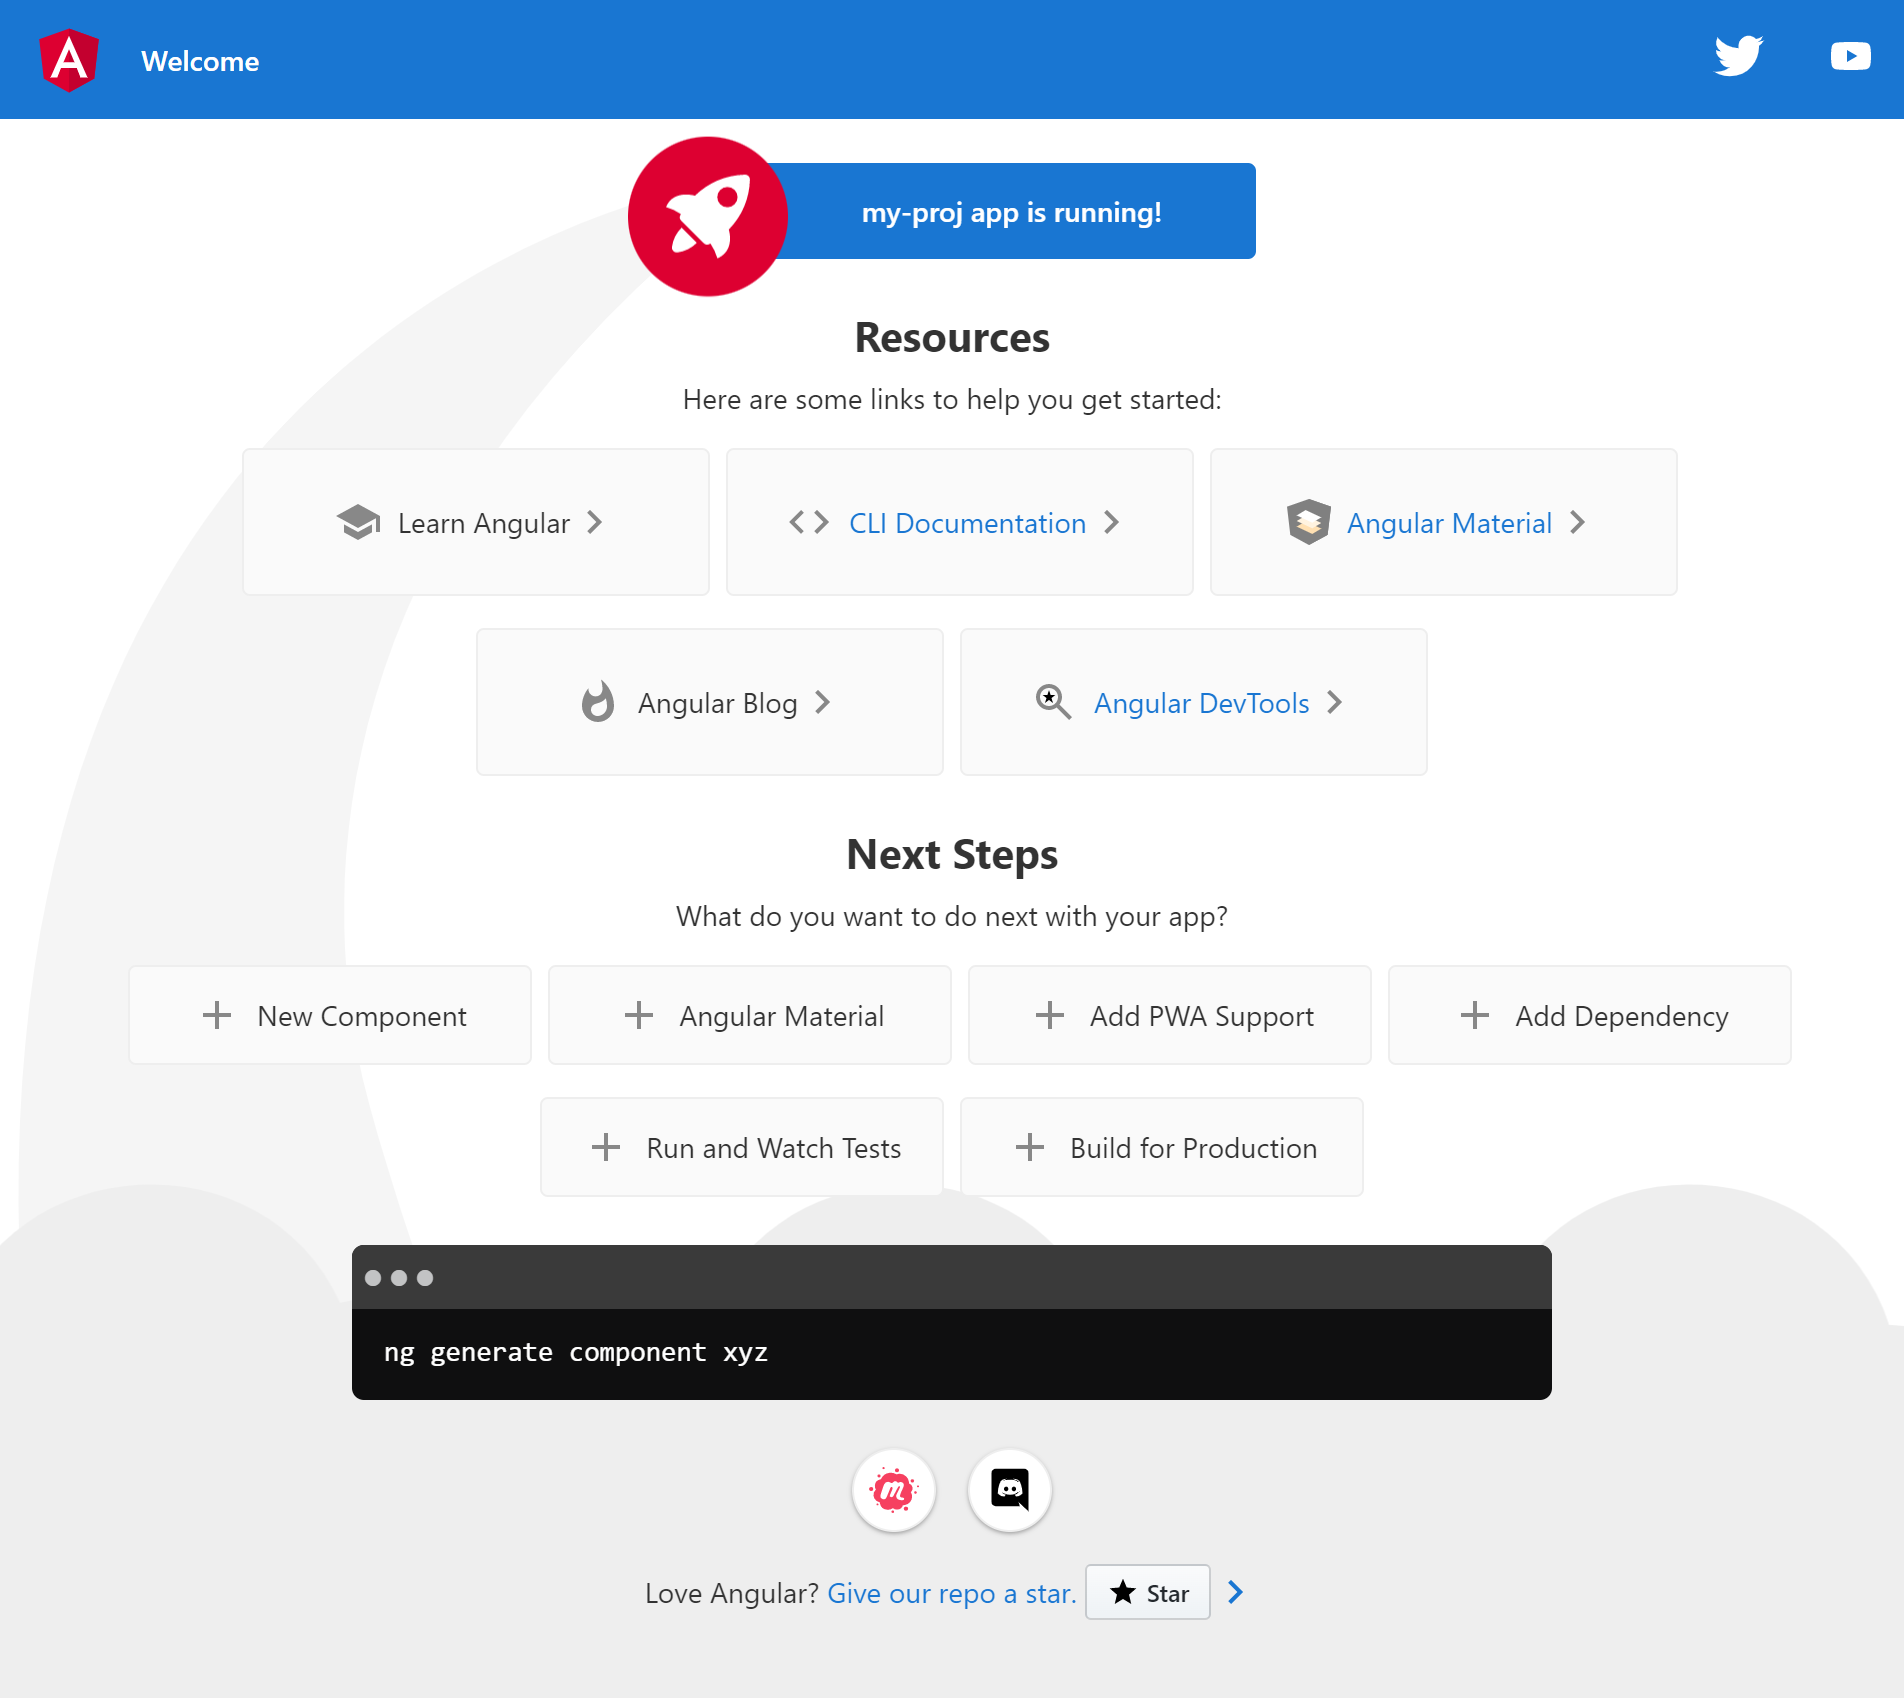 Welcome
my-proj app is running!
Resources
Here are some links to help you get started:
Learn Angular
CLI Documentation
Angular Material
Angular Blog
Angular DevTools
Next Steps
What do you want to do next with your app?
New Component
Angular Material
Add PWA Support
Add Dependency
Run and Watch Tests
Build for Production
ng generate component xyz
Love Angular? Give our repo a star. Star